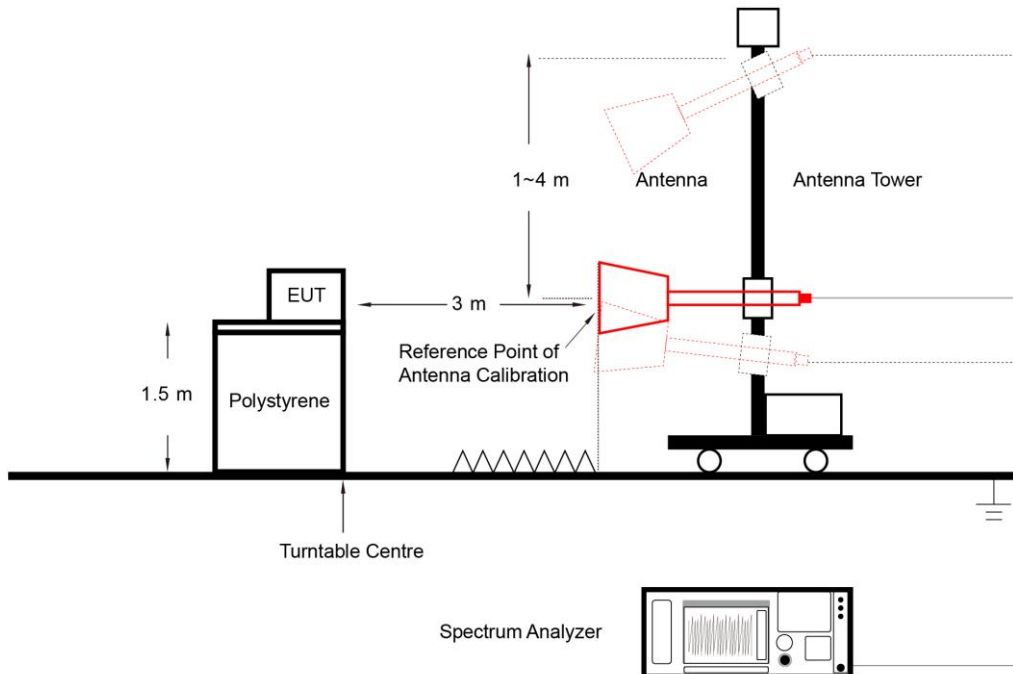 1~4 m
Antenna
Antenna Tower
EUT
3 m
Reference Point of
Antenna Calibration
1.5 m
Polystyrene
Turntable Centre
Spectrum Analyzer